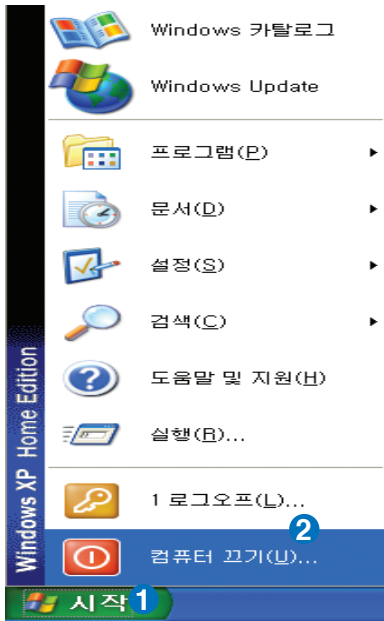 Windows 카탈로그
Windows Update
프로그램(P)
문서(D)
설정(S)
검색(C)
도움말 및 지원(H)
실행(R)...
1 로그오프(L)...
2
컴퓨터 끄기(U)...
Windows XP Home Edition
시작 1